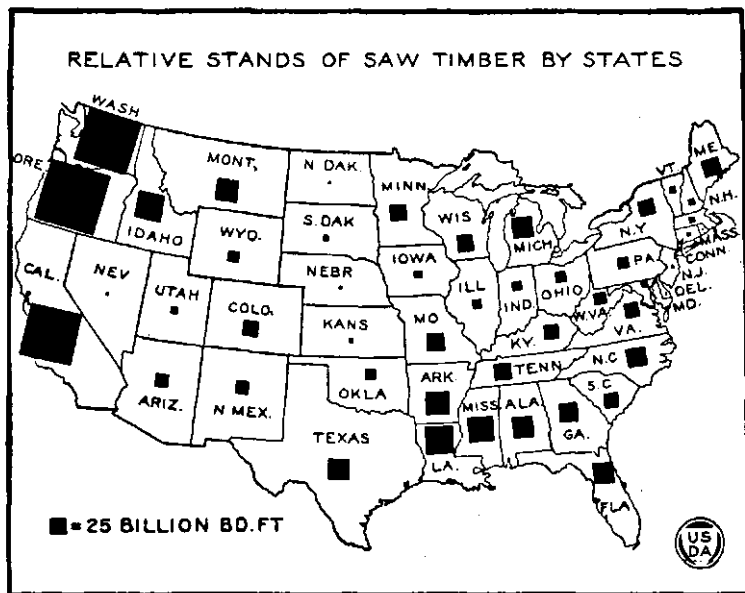 RELATIVE STANDS OF SAW TIMBER BY STATES
WASH
ORE.
MONT.
N. DAK.
MINN.
VT.
ME.
IDAHO
WYO.
S. DAK
WIS
MICH.
N.Y
N.H.
MASS.
CONN.
CAL.
NEV
UTAH
COLO.
NEBR
IOWA
ILL
IND.
OHIO
PA.
N.J.
DEL.
MD.
KANS
MO
KY.
W.VA.
VA.
ARIZ.
N MEX.
OKLA
ARK.
TENN
N.C
S.C
TEXAS
LA.
MISS.
ALA.
GA.
FLA
■ = 25 BILLION BD. FT
US
DA